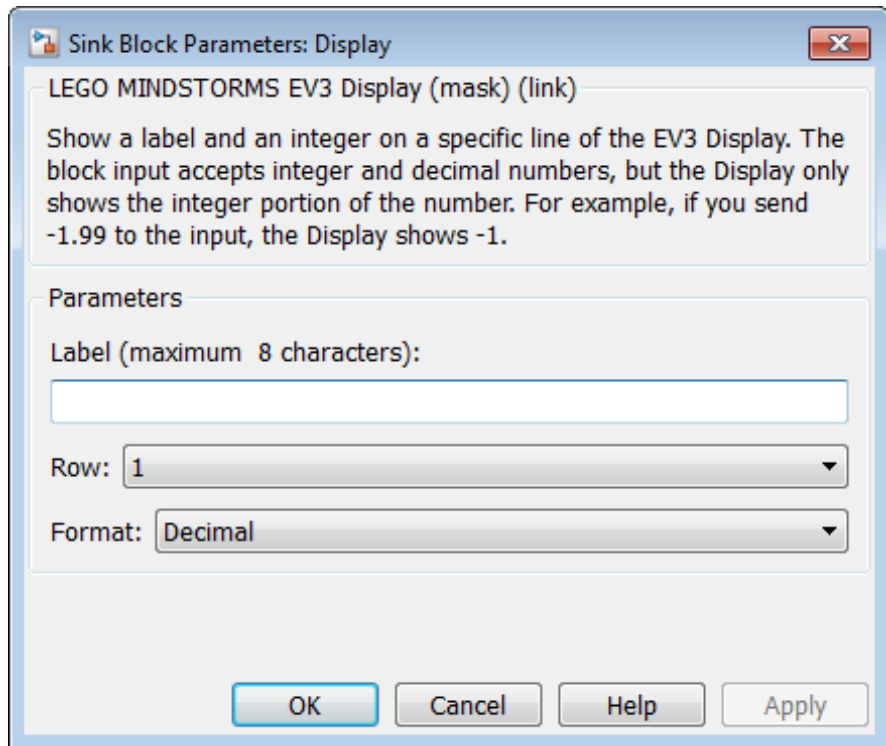 Sink Block Parameters: Display
LEGO MINDSTORMS EV3 Display (mask) (link)
Show a label and an integer on a specific line of the EV3 Display. The
block input accepts integer and decimal numbers, but the Display only
shows the integer portion of the number. For example, if you send
-1.99 to the input, the Display shows -1.
Parameters
Label (maximum  8 characters):
Row: 1
Format: Decimal
OK Cancel Help Apply